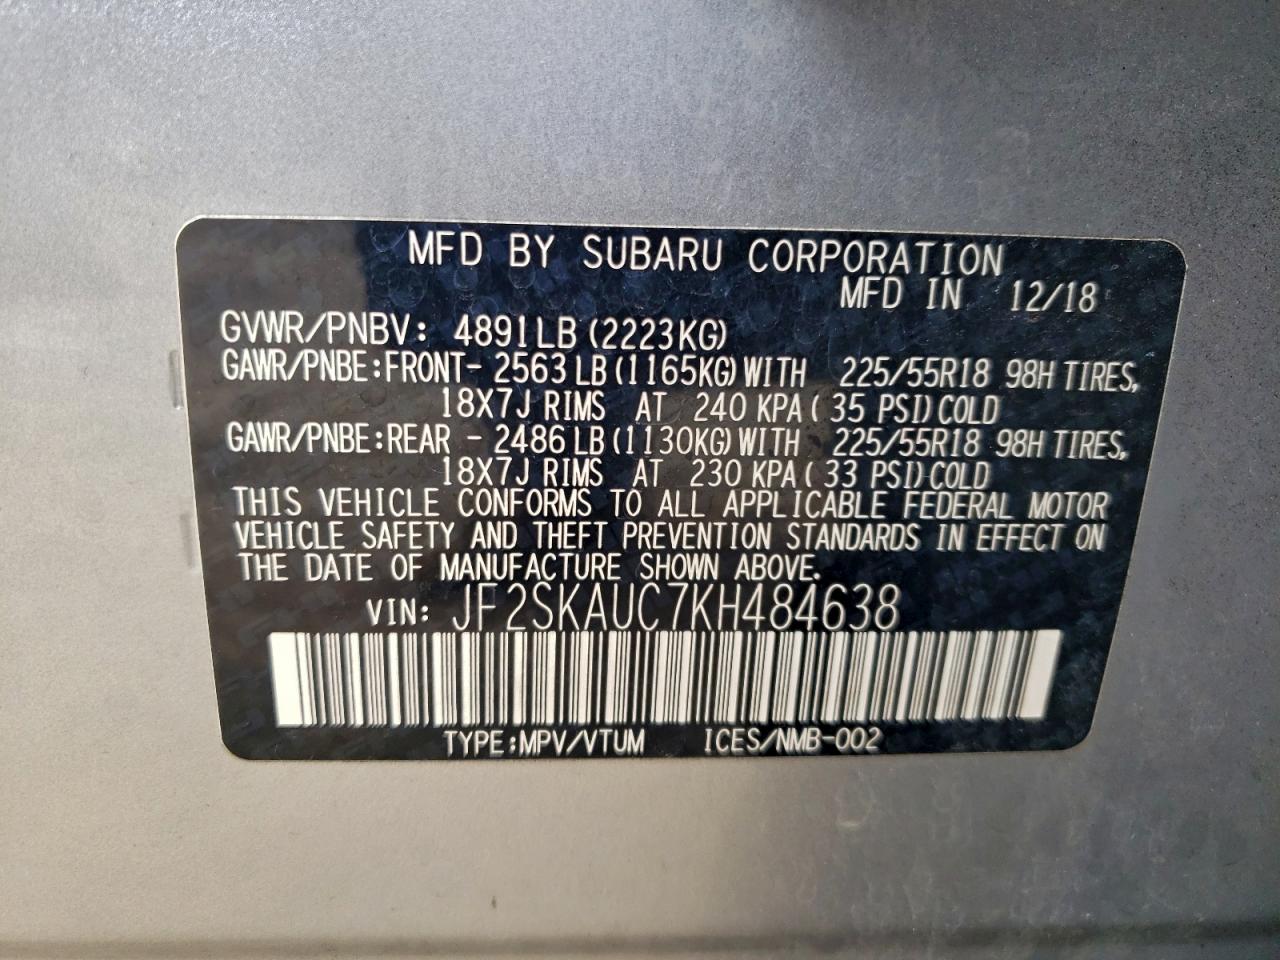 MFD BY SUBARU CORPORATION
MFD IN 12/18
GVWR/PNBV: 4891LB (2223KG)
GAWR/PNBE:FRONT- 2563 LB (1165KG) WITH 225/55R18 98H TIRES,
18X7J RIMS AT 240 KPA ( 35 PSI) COLD
GAWR/PNBE:REAR - 2486 LB (1130KG) WITH 225/55R18 98H TIRES,
18X7J RIMS AT 230 KPA ( 33 PSI) COLD
THIS VEHICLE CONFORMS TO ALL APPLICABLE FEDERAL MOTOR
VEHICLE SAFETY AND THEFT PREVENTION STANDARDS IN EFFECT ON
THE DATE OF MANUFACTURE SHOWN ABOVE.
VIN: JF2SKAUC7KH484638
TYPE:MPV/VTUM ICES/NMB-002